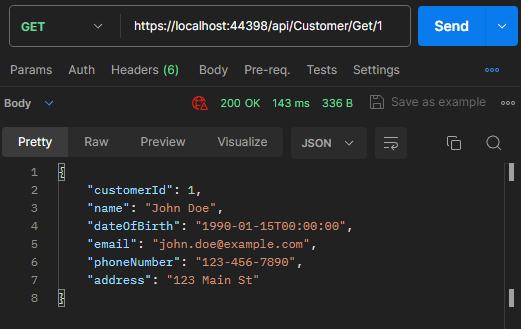 GET https://localhost:44398/api/Customer/Get/1 Send
Params Auth Headers (6) Body Pre-req. Tests Settings
Body 200 OK 143 ms 336 B Save as example
Pretty Raw Preview Visualize JSON
1 {
2 "customerId": 1,
3 "name": "John Doe",
4 "dateOfBirth": "1990-01-15T00:00:00",
5 "email": "john.doe@example.com",
6 "phoneNumber": "123-456-7890",
7 "address": "123 Main St"
8 }